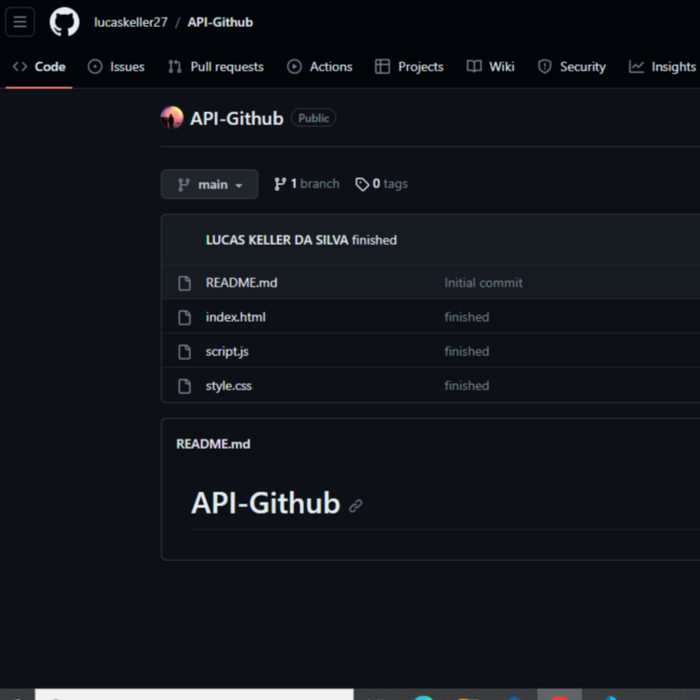 lucaskeller27 / API-Github
Code Issues Pull requests Actions Projects Wiki Security Insights
API-Github Public
main 1 branch 0 tags
LUCAS KELLER DA SILVA finished
README.md Initial commit
index.html finished
script.js finished
style.css finished
README.md
API-Github